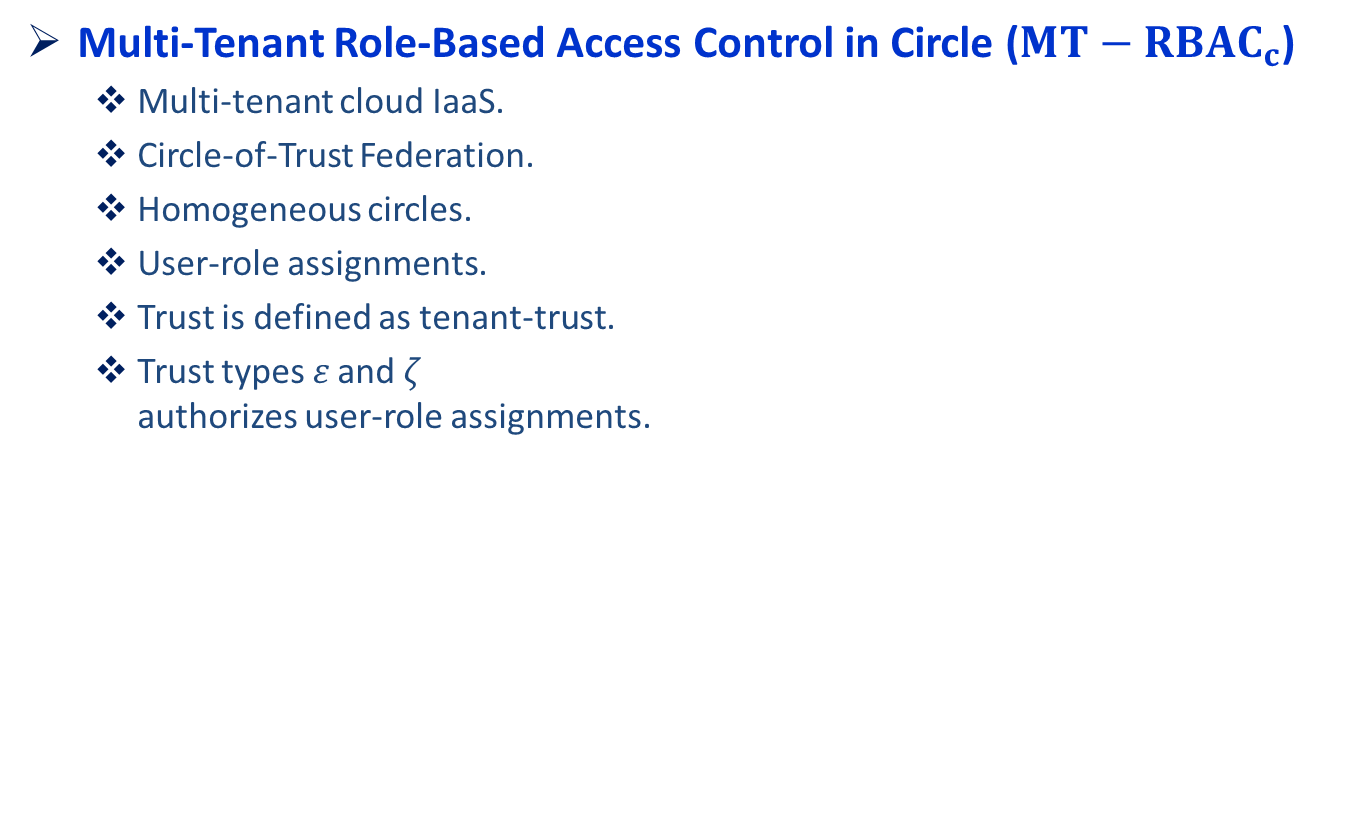 ➢ Multi-Tenant Role-Based Access Control in Circle (MT − RBAC_c)
❖ Multi-tenant cloud IaaS.
❖ Circle-of-Trust Federation.
❖ Homogeneous circles.
❖ User-role assignments.
❖ Trust is defined as tenant-trust.
❖ Trust types ε and ζ
authorizes user-role assignments.